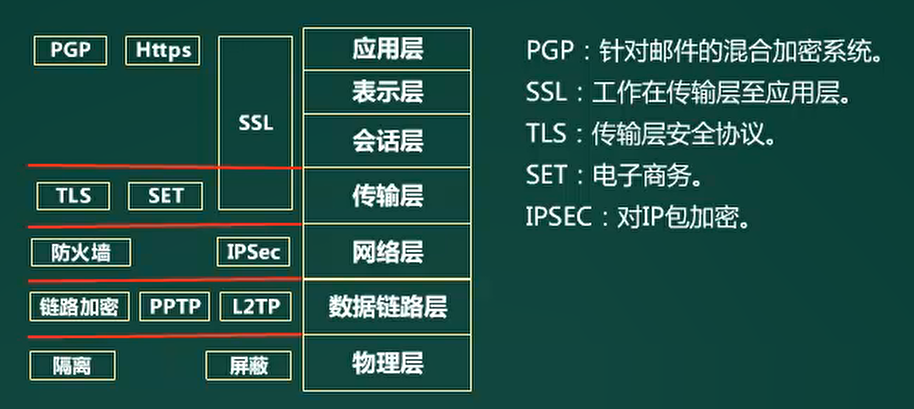 PGP Https SSL 应用层
表示层
会话层
TLS SET 传输层
防火墙 IPSec 网络层
链路加密 PPTP L2TP 数据链路层
隔离 屏蔽 物理层
PGP：针对邮件的混合加密系统。
SSL：工作在传输层至应用层。
TLS：传输层安全协议。
SET：电子商务。
IPSEC：对IP包加密。